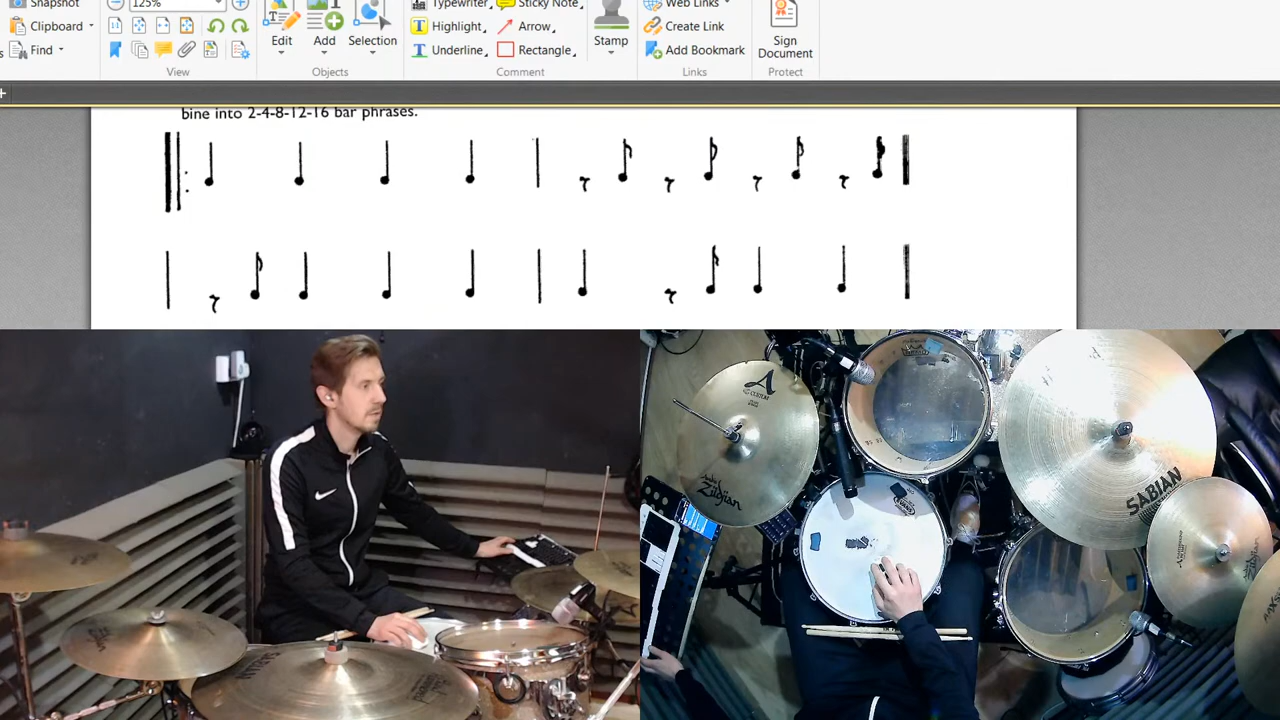 Snapshot
125%
Typewriter
Sticky Note
Web Links
Clipboard
Highlight
Arrow
Create Link
Find
Edit
Add
Selection
Underline
Rectangle
Stamp
Add Bookmark
Sign
Document
View
Objects
Comment
Links
Protect
bine into 2-4-8-12-16 bar phrases.
A
CUSTOM
Zildjian
SABIAN